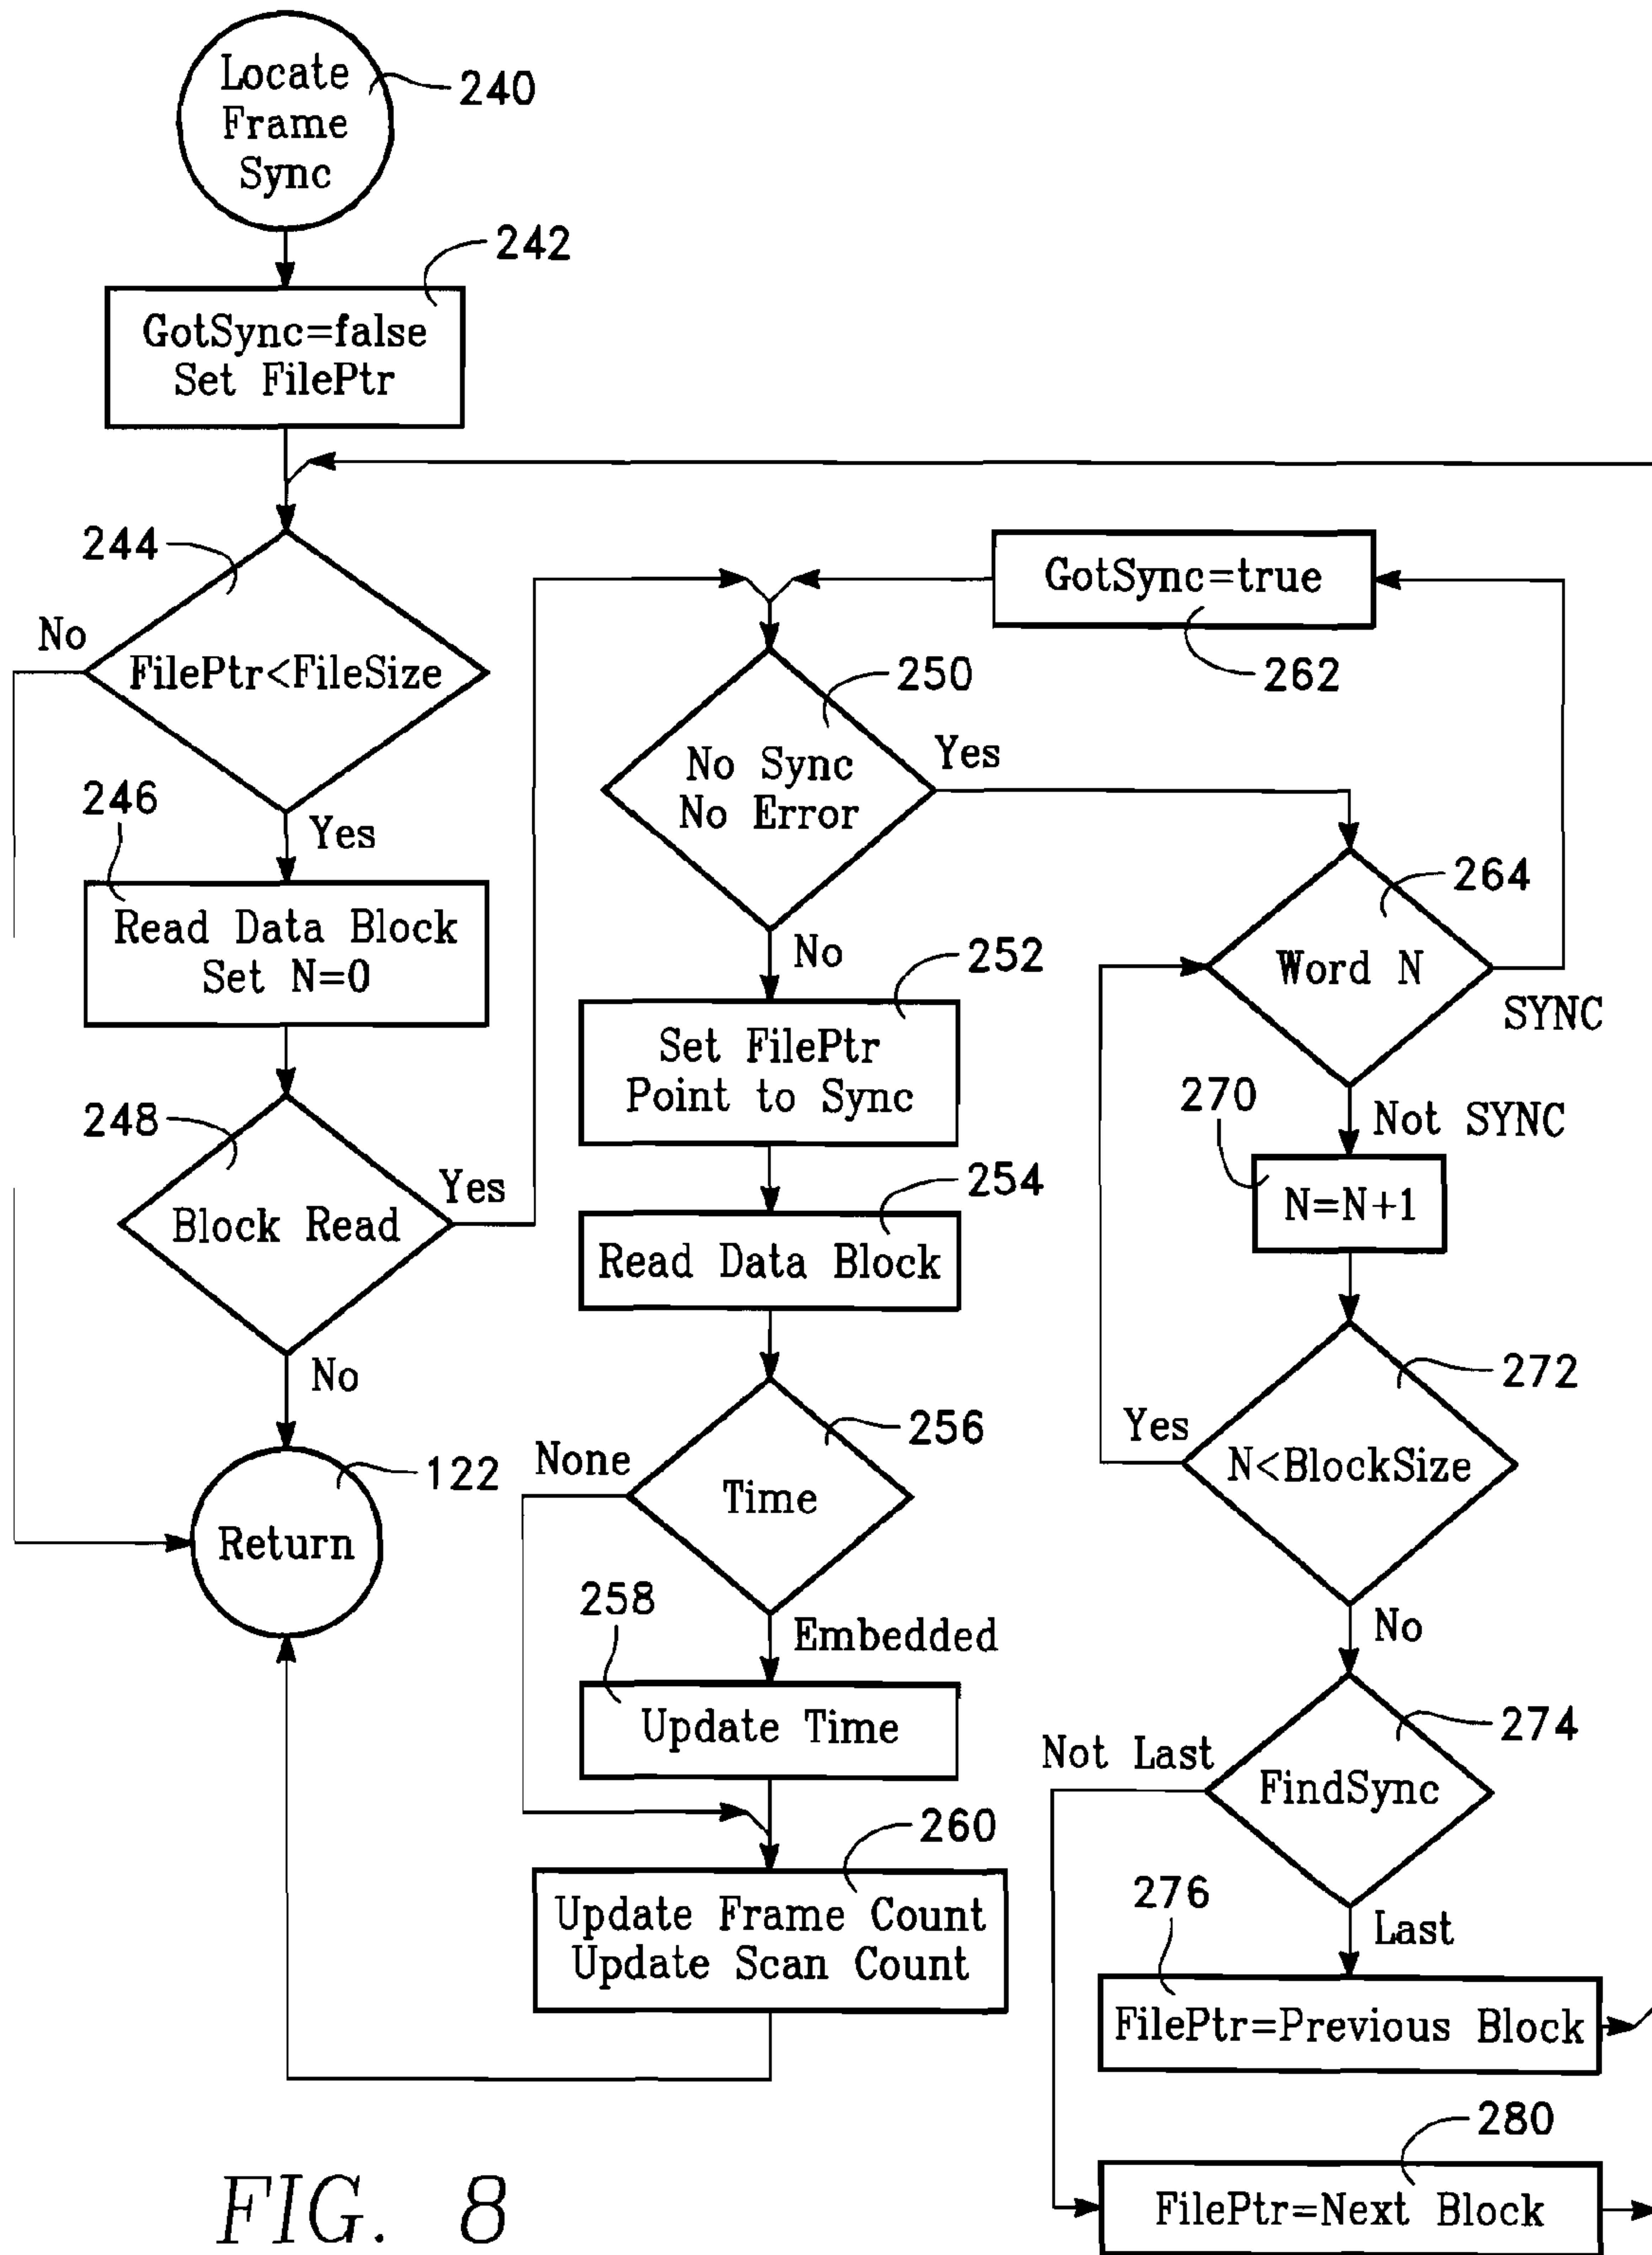 Locate
Frame
Sync
240
242
GotSync=false
Set FilePtr
244
No
FilePtr<FileSize
Yes
246
Read Data Block
Set N=0
248
Block Read
Yes
No
122
Return
GotSync=true
262
250
No Sync
No Error
Yes
No
252
Set FilePtr
Point to Sync
254
Read Data Block
256
None
Time
Embedded
258
Update Time
260
Update Frame Count
Update Scan Count
264
Word N
SYNC
Not SYNC
270
N=N+1
272
Yes
N<BlockSize
No
274
Not Last
FindSync
Last
276
FilePtr=Previous Block
280
FilePtr=Next Block
FIG. 8